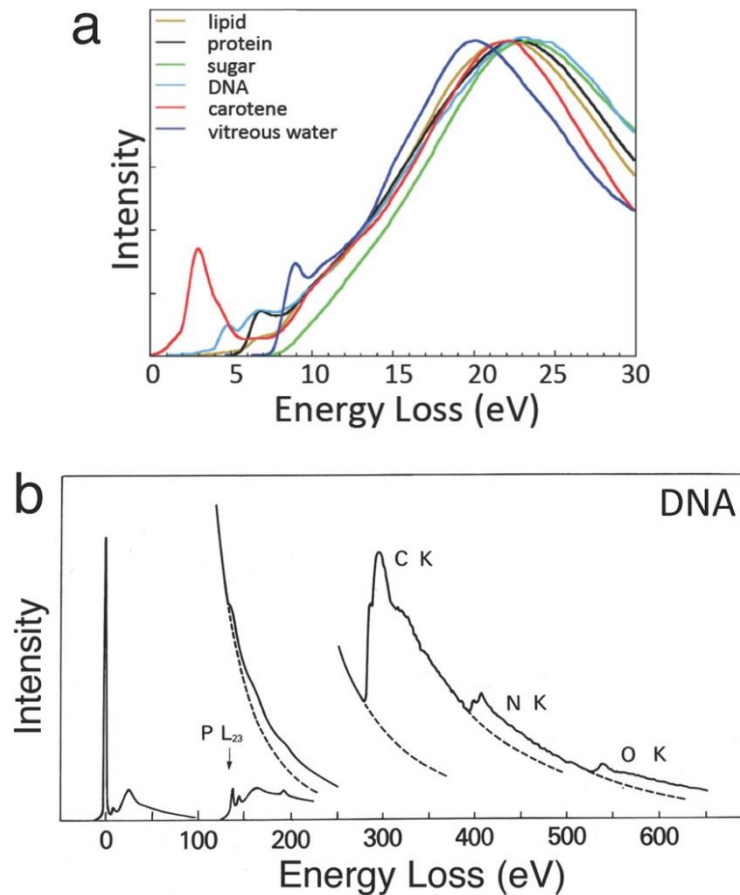 a
lipid
protein
sugar
DNA
carotene
vitreous water
Intensity
0 5 10 15 20 25 30
Energy Loss (eV)
b
DNA
C K
N K
O K
P L23
Intensity
0 100 200 300 400 500 600
Energy Loss (eV)